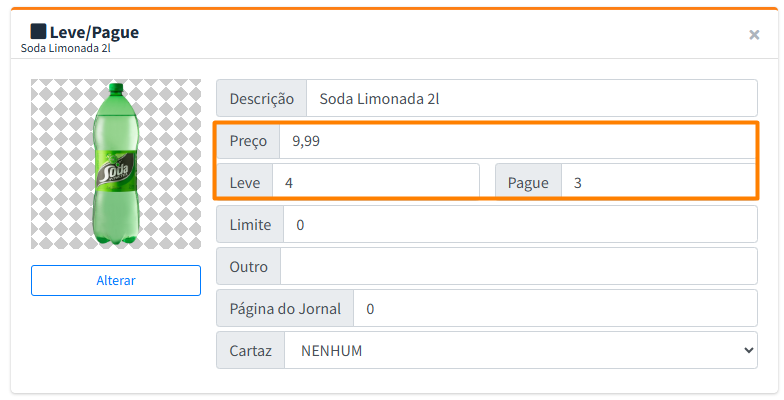 Leve/Pague
×
Soda Limonada 2l
Soda
Alterar
Descrição Soda Limonada 2l
Preço 9,99
Leve 4 Pague 3
Limite 0
Outro
Página do Jornal 0
Cartaz NENHUM